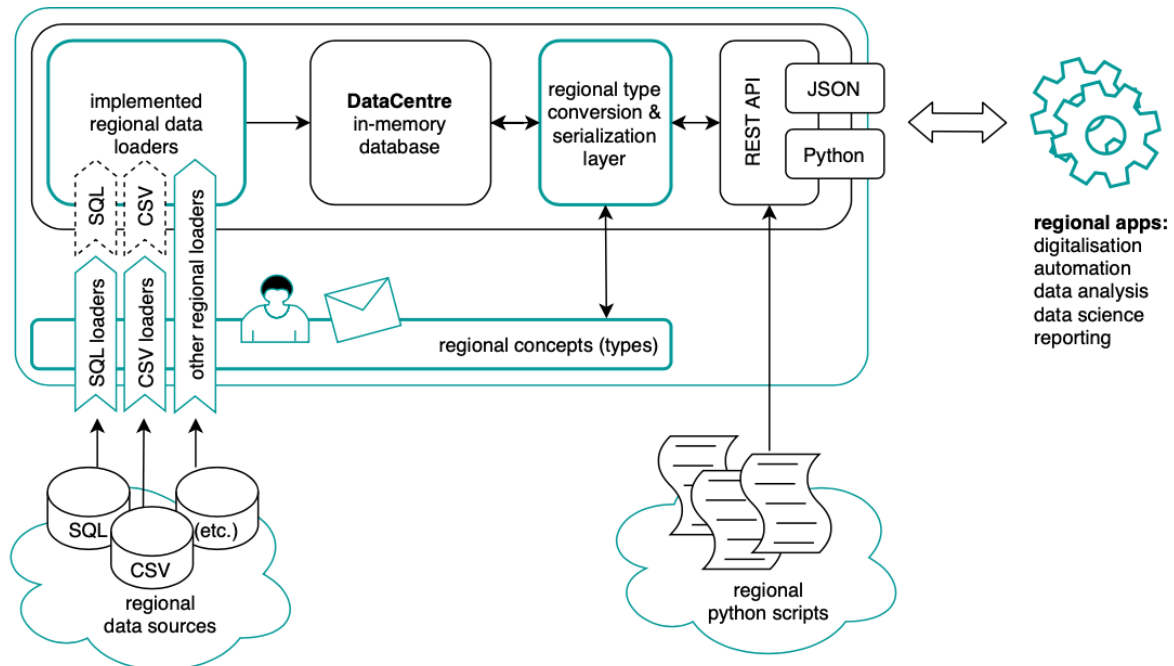 implemented
regional data
loaders
DataCentre
in-memory
database
regional type
conversion &
serialization
layer
REST API
JSON
Python
SQL
CSV
other regional loaders
SQL loaders
CSV loaders
regional concepts (types)
regional apps:
digitalisation
automation
data analysis
data science
reporting
SQL
(etc.)
CSV
regional
data sources
regional
python scripts